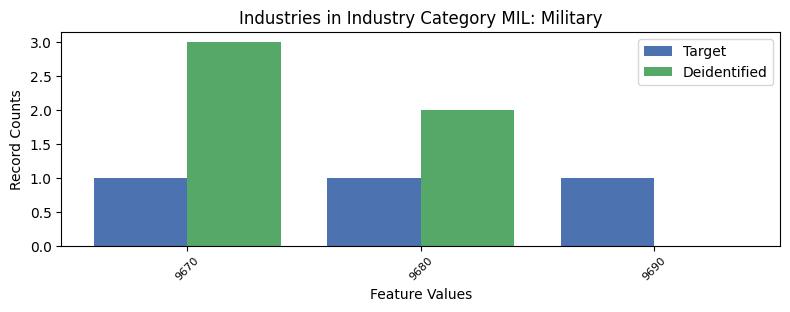 Industries in Industry Category MIL: Military
Target
Deidentified
Record Counts
3.0
2.5
2.0
1.5
1.0
0.5
0.0
9670
9680
9690
Feature Values